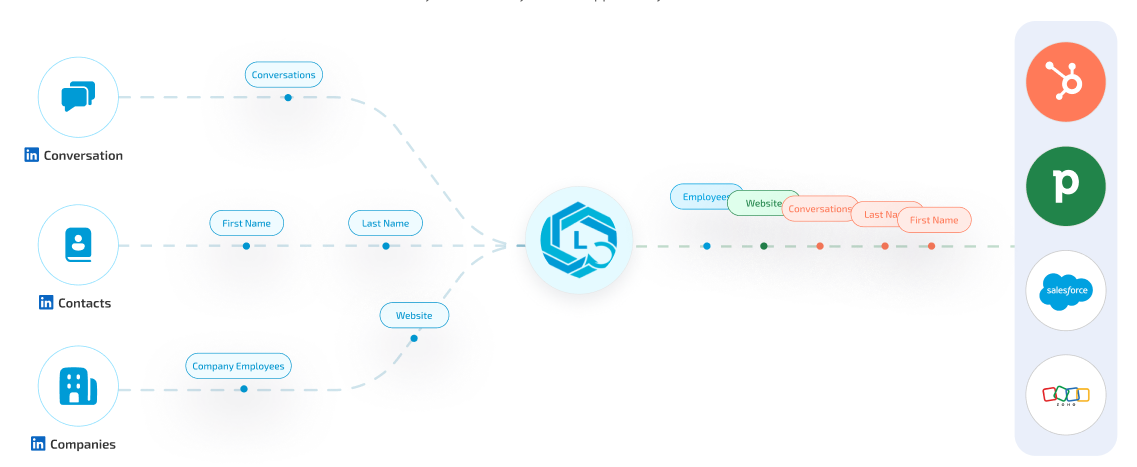 Conversations
in Conversation
First Name
Last Name
in Contacts
Website
Company Employees
in Companies
L
Employees
Website
Conversations
Last Na
First Name
p
salesforce
ZOHO